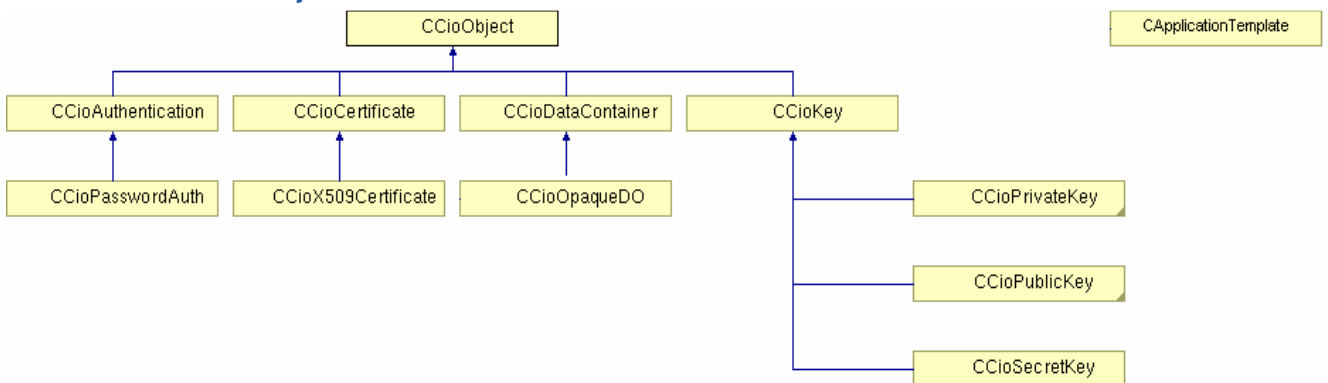 CCioObject
CApplicationTemplate
CCioAuthentication
CCioCertificate
CCioDataContainer
CCioKey
CCioPasswordAuth
CCioX509Certificate
CCioOpaqueDO
CCioPrivateKey
CCioPublicKey
CCioSecretKey